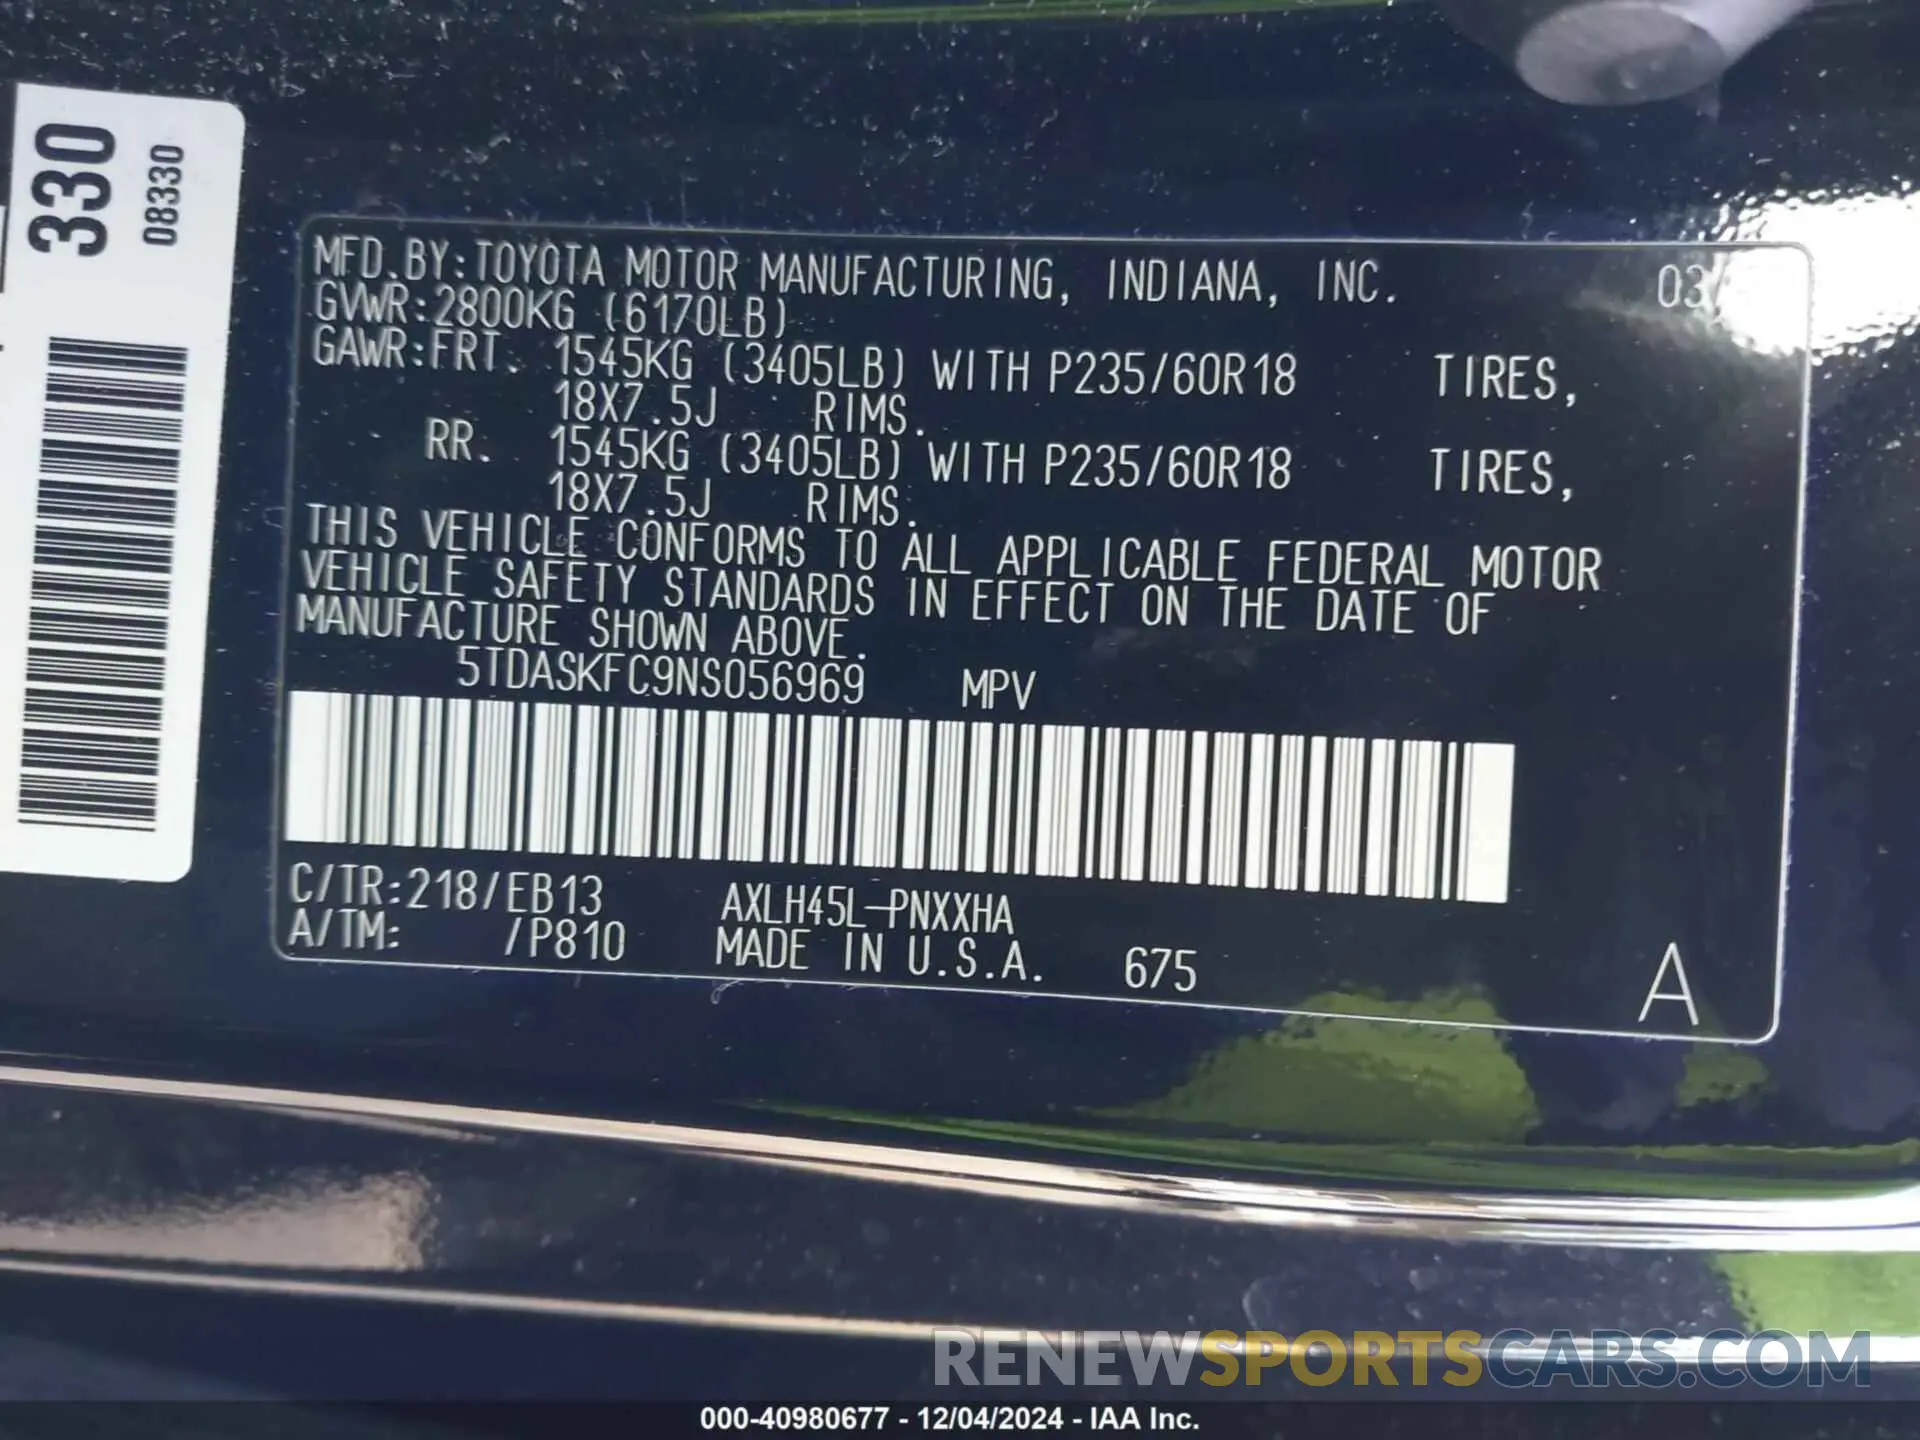 330
08330
MFD.BY:TOYOTA MOTOR MANUFACTURING, INDIANA, INC. 03
GVWR:2800KG (6170LB)
GAWR:FRT. 1545KG (3405LB) WITH P235/60R18 TIRES,
18X7.5J RIMS.
RR. 1545KG (3405LB) WITH P235/60R18 TIRES,
18X7.5J RIMS.
THIS VEHICLE CONFORMS TO ALL APPLICABLE FEDERAL MOTOR
VEHICLE SAFETY STANDARDS IN EFFECT ON THE DATE OF
MANUFACTURE SHOWN ABOVE.
5TDASKFC9NS056969 MPV
C/TR:218/EB13 AXLH45L-PNXXHA
A/TM: /P810 MADE IN U.S.A. 675
A
RENEWSPORTSCARS.COM
000-40980677 - 12/04/2024 - IAA Inc.